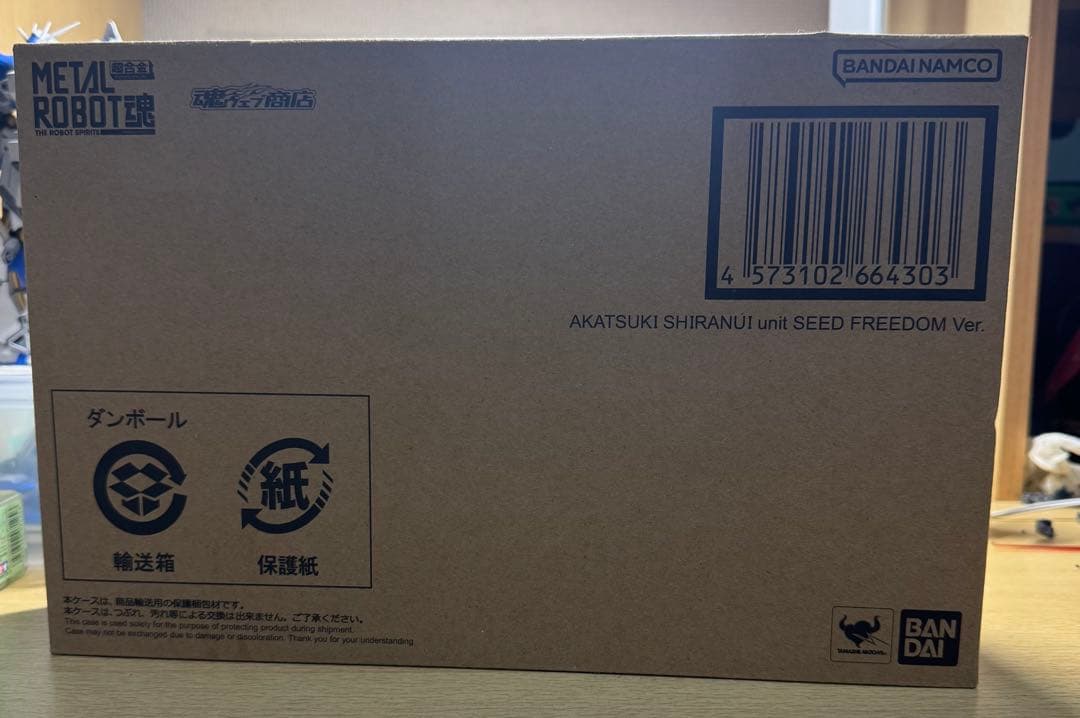 METAL 超合金
ROBOT魂
THE ROBOT SPIRITS
魂ウェブ商店
BANDAI NAMCO
4 573102 664303
AKATSUKI SHIRANUI unit SEED FREEDOM Ver.
ダンボール
輸送箱
紙
保護紙
本ケースは、商品輸送用の保護梱包材です。
本ケースは、つぶれ、汚れ等による交換は出来ません。ご了承ください。
This case is used solely for the purpose of protecting product during shipment.
Case may not be exchanged due to damage or discoloration. Thank you for your understanding.
TAMASHII NATIONS
BAN
DAI